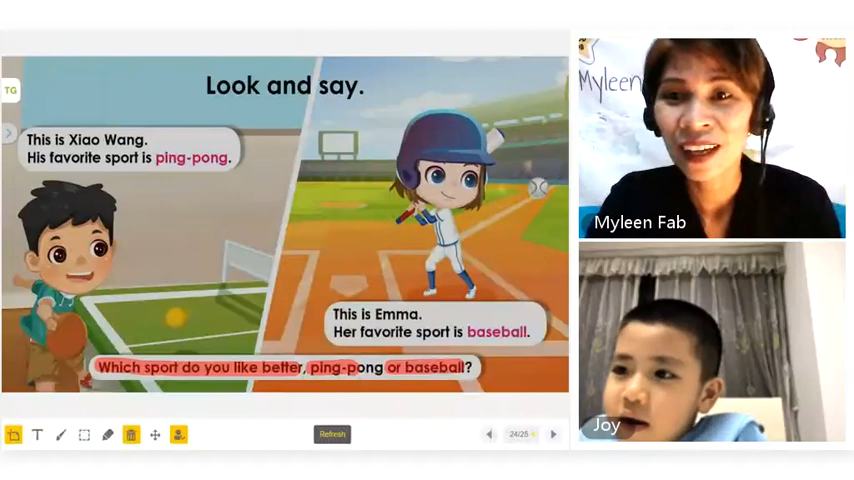 Look and say.
TG
This is Xiao Wang.
His favorite sport is ping-pong.
This is Emma.
Her favorite sport is baseball.
Which sport do you like better, ping-pong or baseball?
T
Refresh
24/25
Myleen
Myleen Fab
Joy